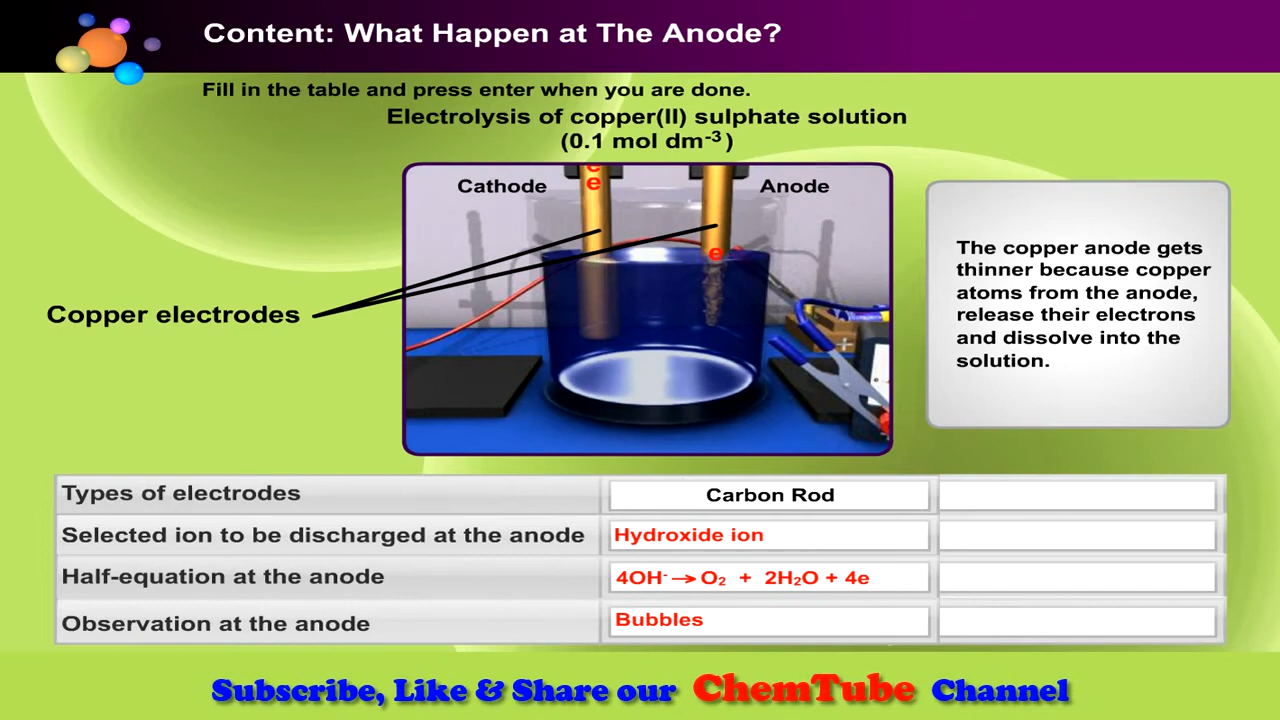 Content: What Happen at The Anode?
Fill in the table and press enter when you are done.
Electrolysis of copper(II) sulphate solution
(0.1 mol dm⁻³ )
Cathode
e
e
Anode
e
Copper electrodes
The copper anode gets
thinner because copper
atoms from the anode,
release their electrons
and dissolve into the
solution.
Types of electrodes
Carbon Rod
Selected ion to be discharged at the anode
Hydroxide ion
Half-equation at the anode
4OH⁻ → O₂ + 2H₂O + 4e
Observation at the anode
Bubbles
Subscribe, Like & Share our ChemTube Channel